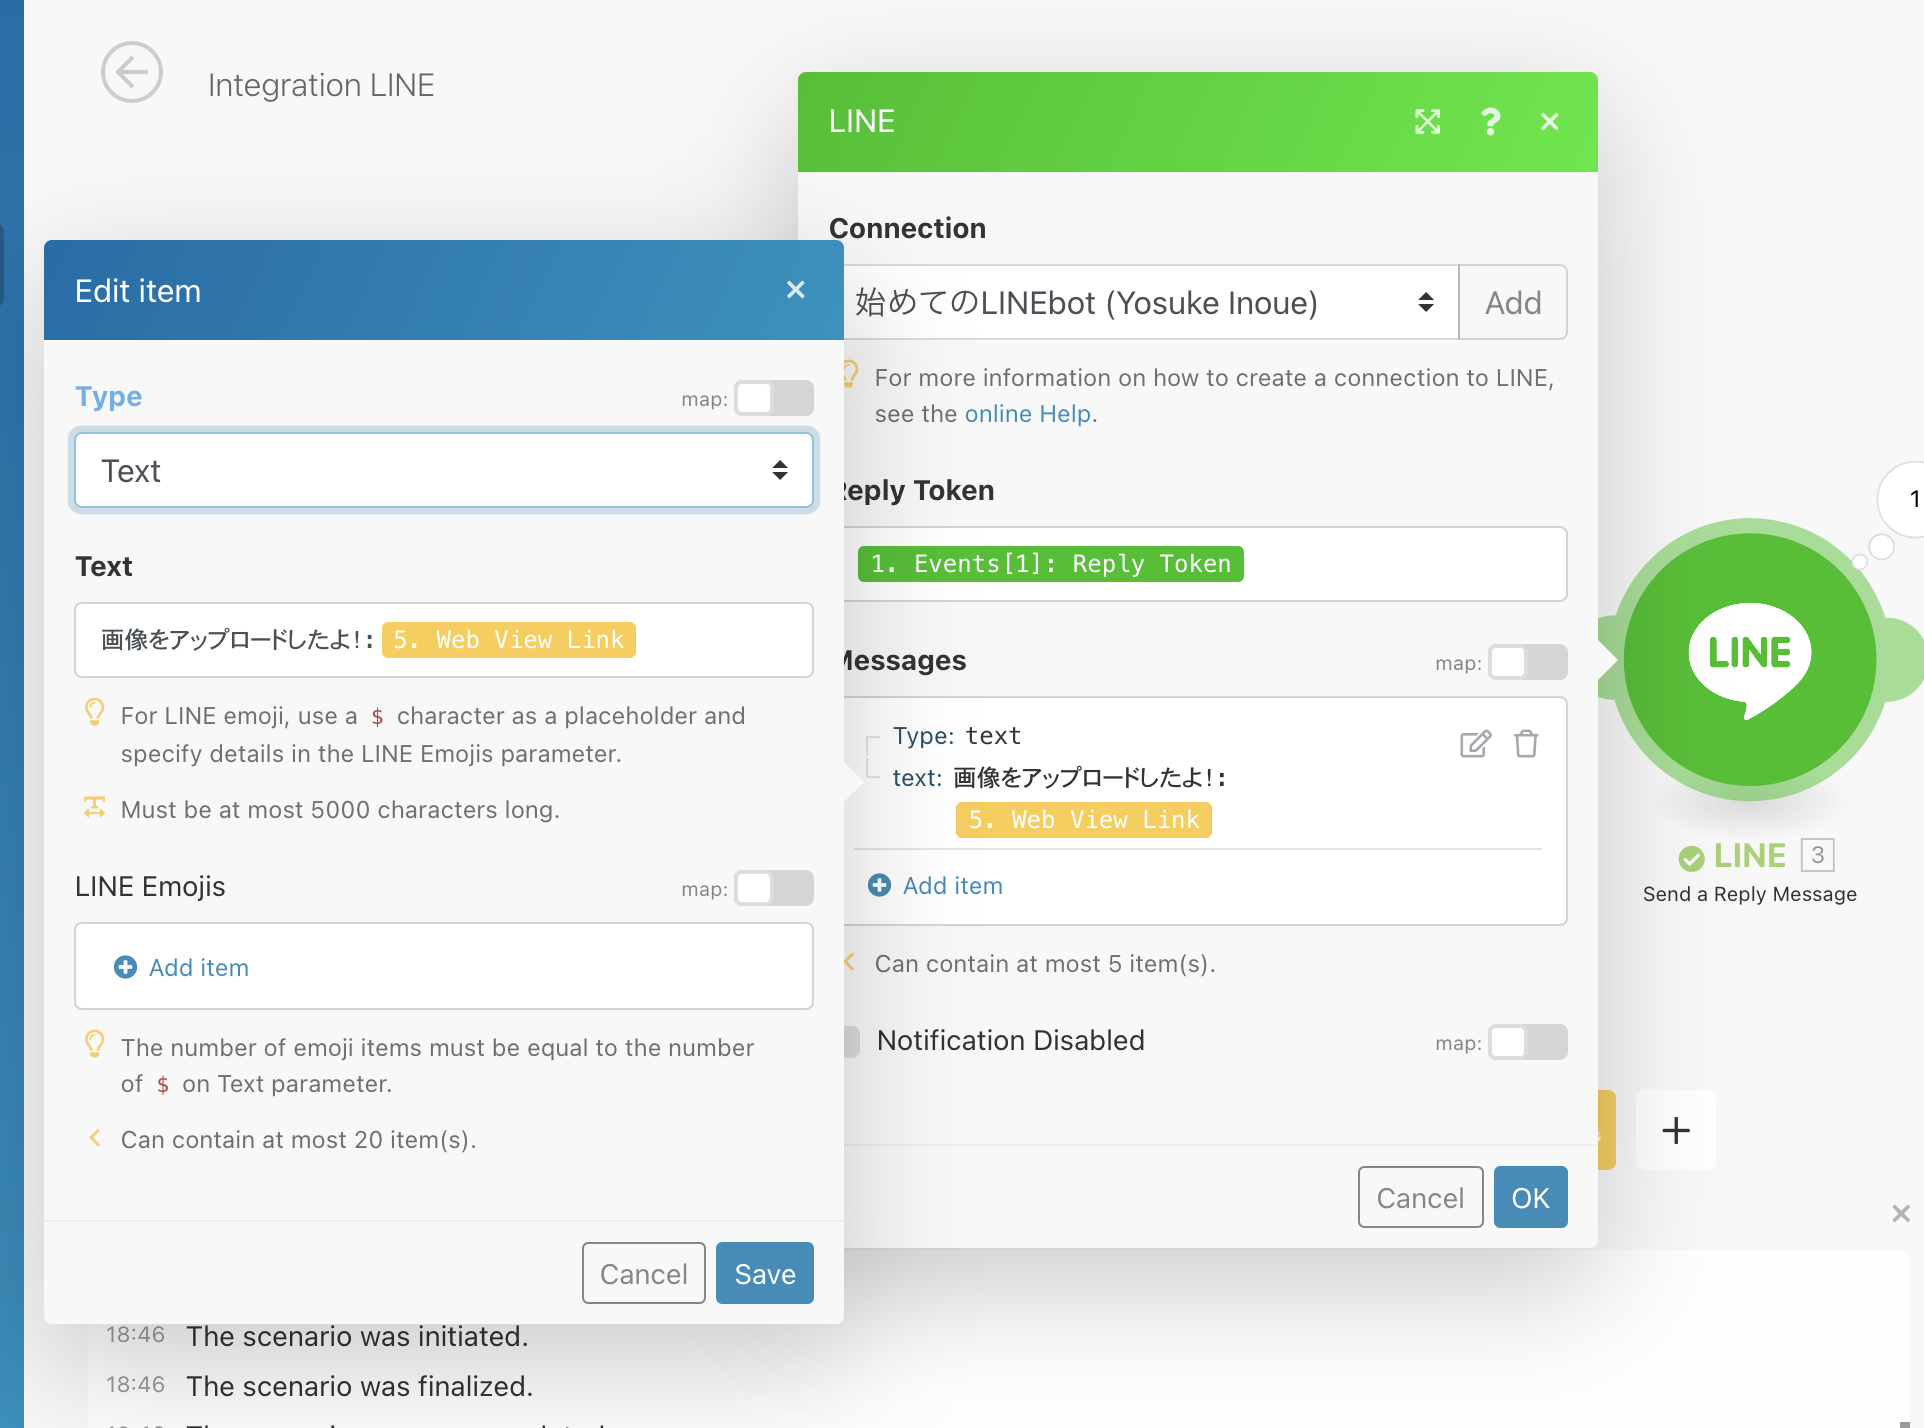 Integration LINE
Edit item
Type
map:
Text
Text
画像をアップロードしたよ!: 5. Web View Link
For LINE emoji, use a $ character as a placeholder and
specify details in the LINE Emojis parameter.
Must be at most 5000 characters long.
LINE Emojis
map:
Add item
The number of emoji items must be equal to the number
of $ on Text parameter.
Can contain at most 20 item(s).
Cancel
Save
LINE
Connection
始めてのLINEbot (Yosuke Inoue)
Add
For more information on how to create a connection to LINE,
see the online Help.
Reply Token
1. Events[1]: Reply Token
Messages
map:
Type: text
text: 画像をアップロードしたよ!:
5. Web View Link
Add item
Can contain at most 5 item(s).
Notification Disabled
map:
Cancel
OK
1
LINE
LINE 3
Send a Reply Message
18:46 The scenario was initiated.
18:46 The scenario was finalized.